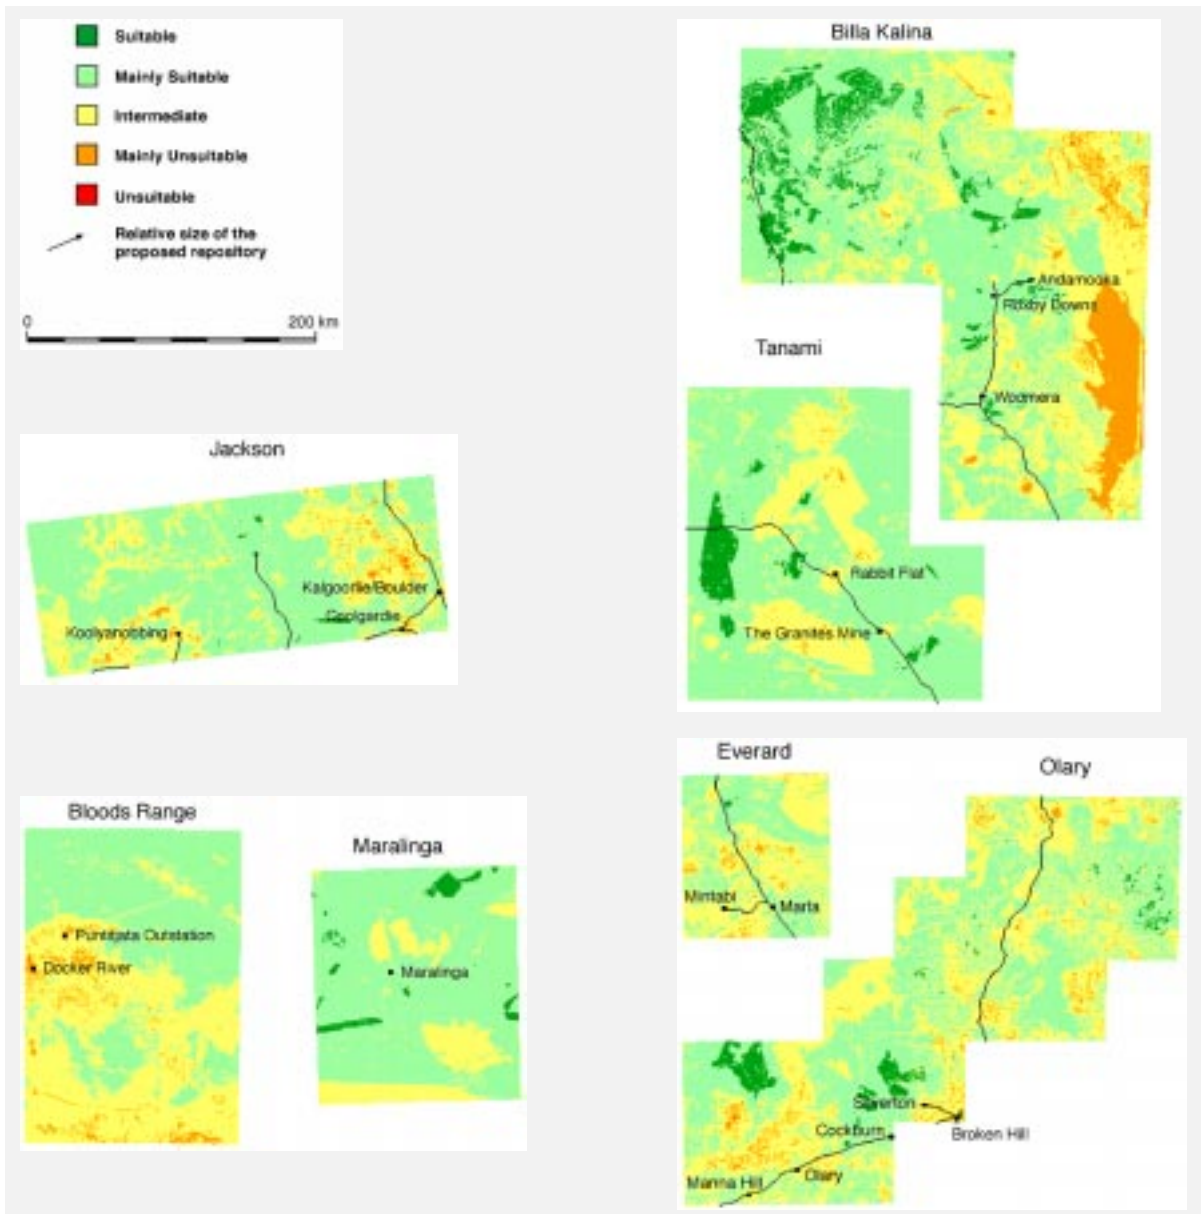 Suitable
Mainly Suitable
Intermediate
Mainly Unsuitable
Unsuitable
Relative size of the
proposed repository
0 200 km
Billa Kalina
Andamooka
Roxby Downs
Woomera
Tanami
Rabbit Flat
The Granites Mine
Jackson
Kalgoorlie/Boulder
Coolgardie
Koolyanobbing
Bloods Range
Puntitjata Outstation
Docker River
Maralinga
Maralinga
Everard
Mintabi
Marla
Olary
Silverton
Cockburn
Broken Hill
Olary
Manna Hill